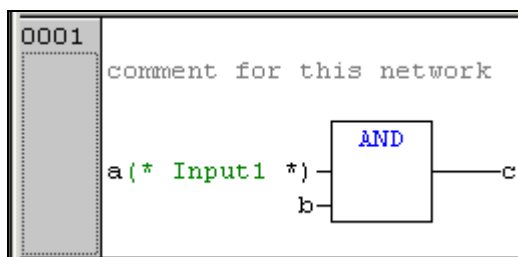 0001
comment for this network
AND
a(* Input1 *)
c
b